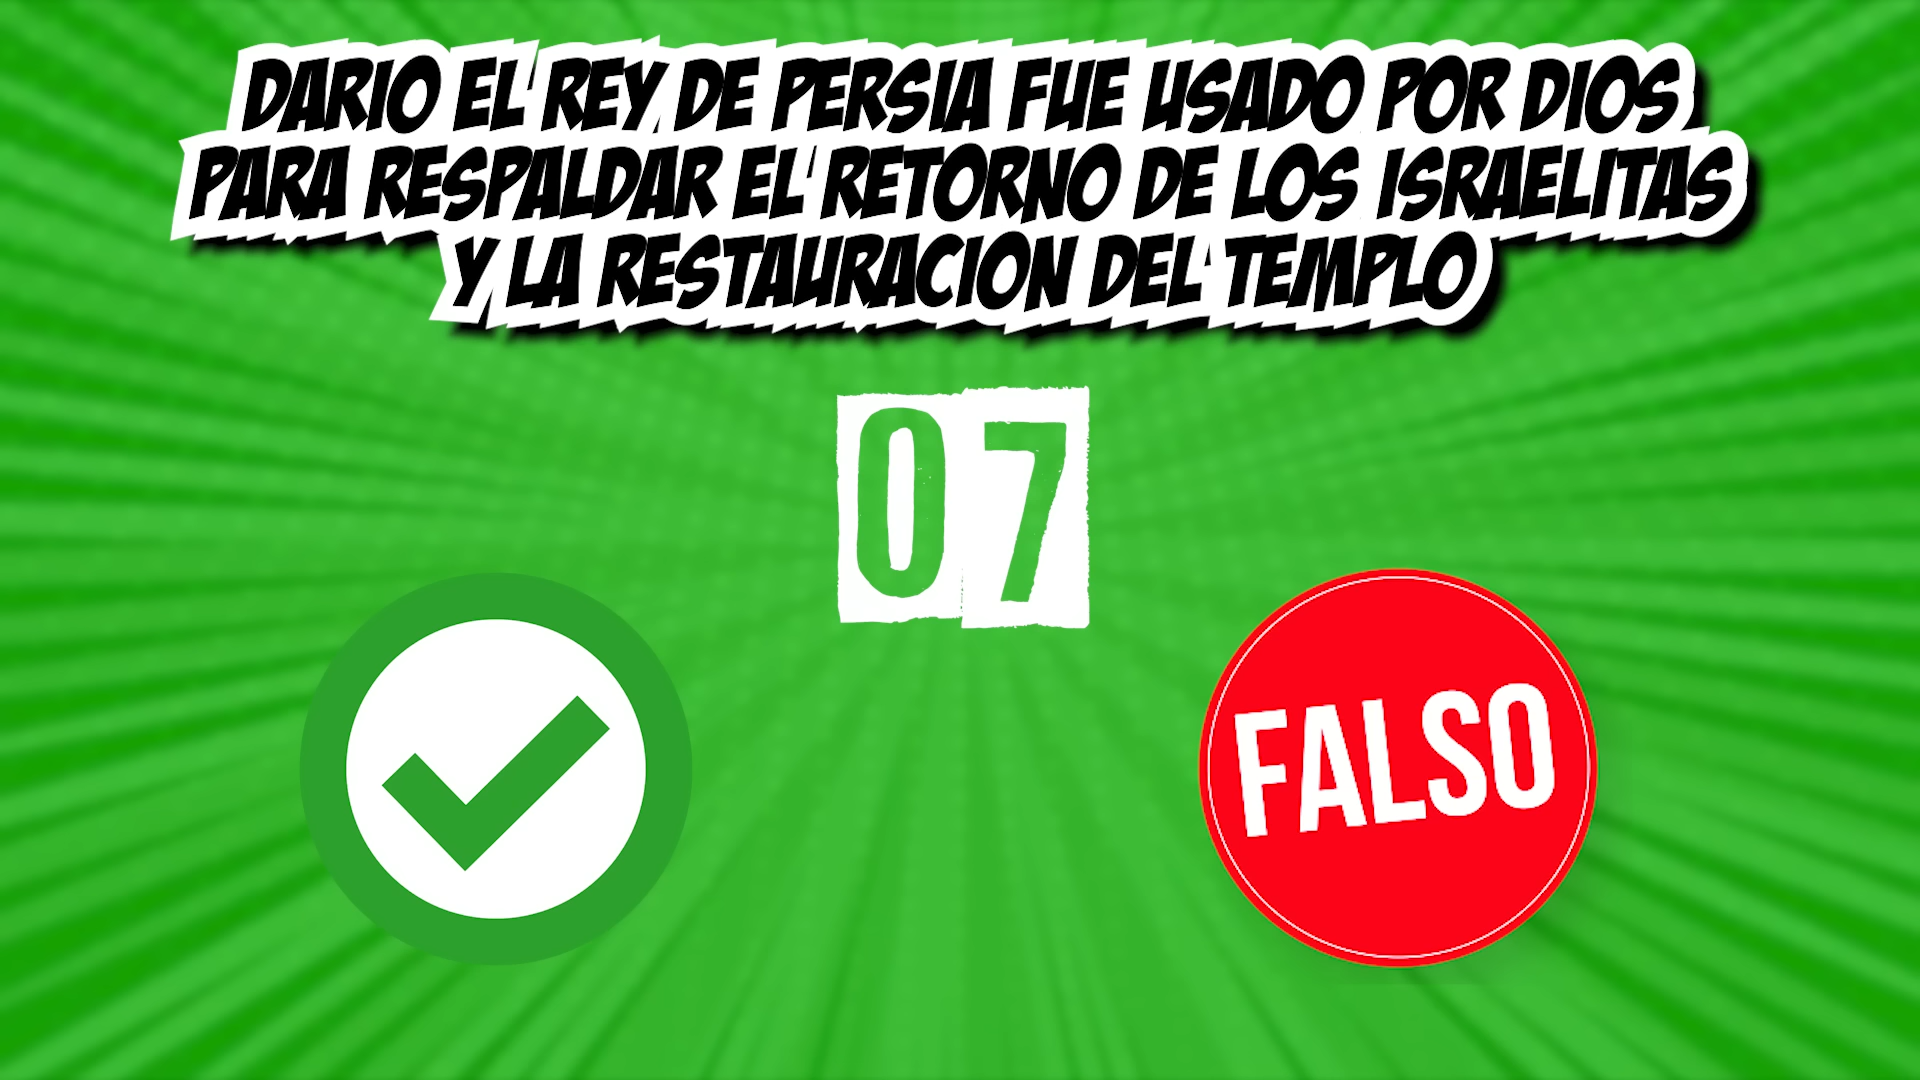 DARIO EL REY DE PERSIA FUE USADO POR DIOS
PARA RESPALDAR EL RETORNO DE LOS ISRAELITAS
Y LA RESTAURACION DEL TEMPLO
07
FALSO